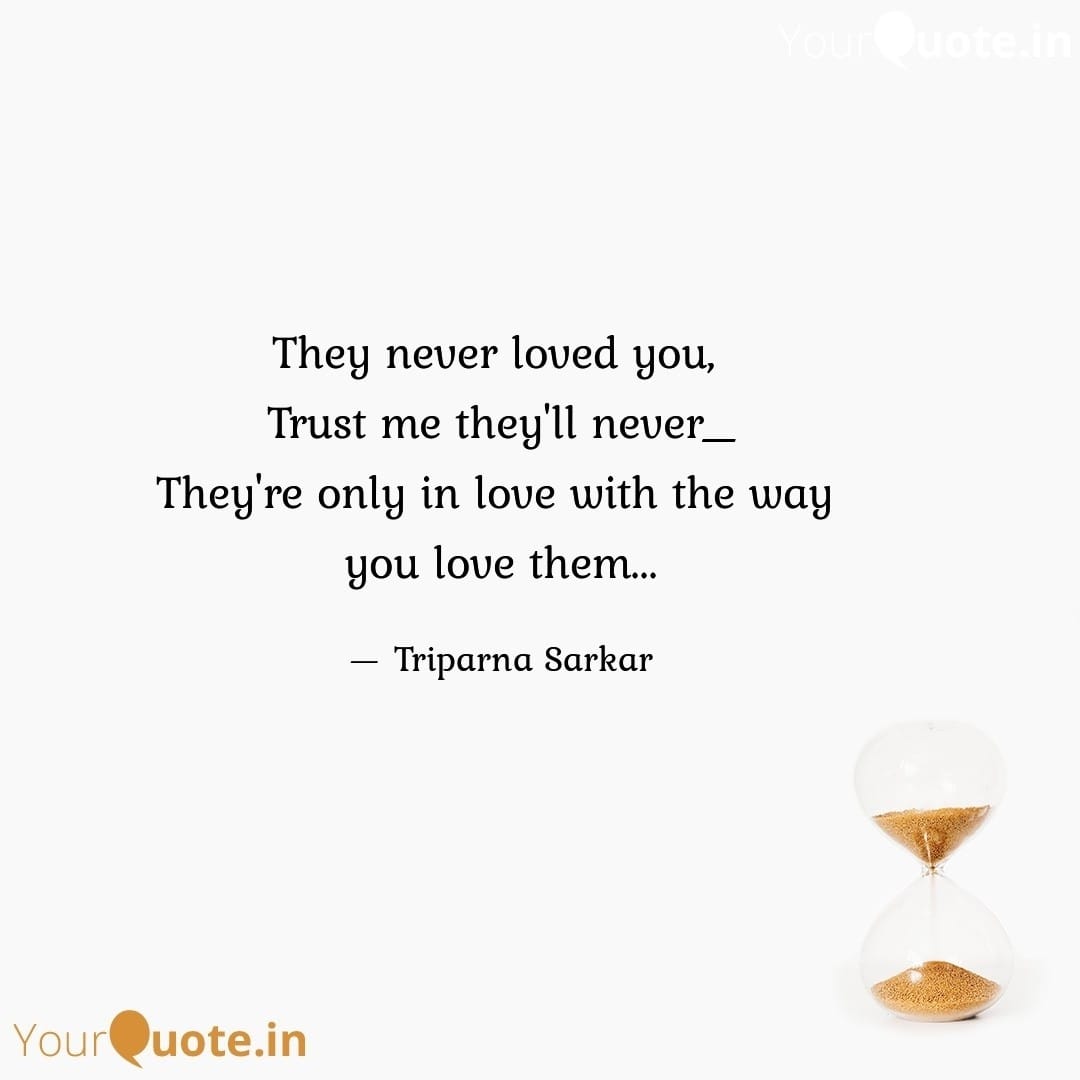 YourQuote.in
They never loved you,
Trust me they'll never_
They're only in love with the way
you love them...
— Triparna Sarkar
YourQuote.in